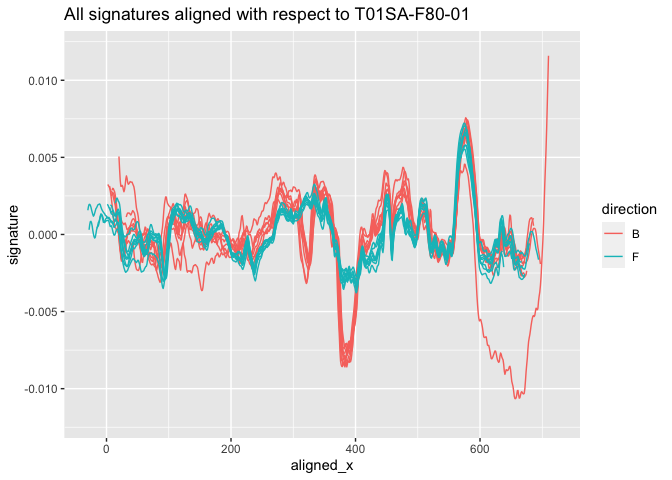 All signatures aligned with respect to T01SA-F80-01
0.010
0.005
0.000
-0.005
-0.010
signature
0
200
400
600
aligned_x
direction
B
F